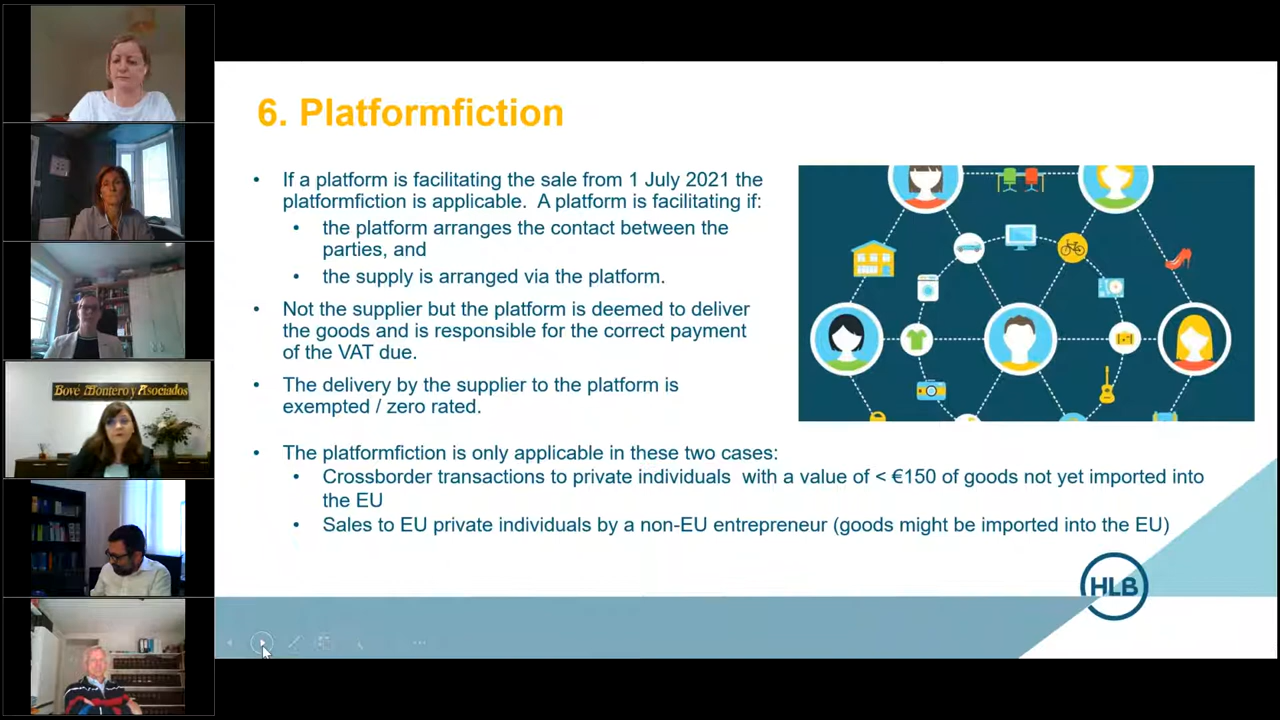 6. Platformfiction
• If a platform is facilitating the sale from 1 July 2021 the
platformfiction is applicable. A platform is facilitating if:
• the platform arranges the contact between the
parties, and
• the supply is arranged via the platform.
• Not the supplier but the platform is deemed to deliver
the goods and is responsible for the correct payment
of the VAT due.
• The delivery by the supplier to the platform is
exempted / zero rated.
• The platformfiction is only applicable in these two cases:
• Crossborder transactions to private individuals with a value of < €150 of goods not yet imported into
the EU
• Sales to EU private individuals by a non-EU entrepreneur (goods might be imported into the EU)
HLB
Bové Montero y Asociados